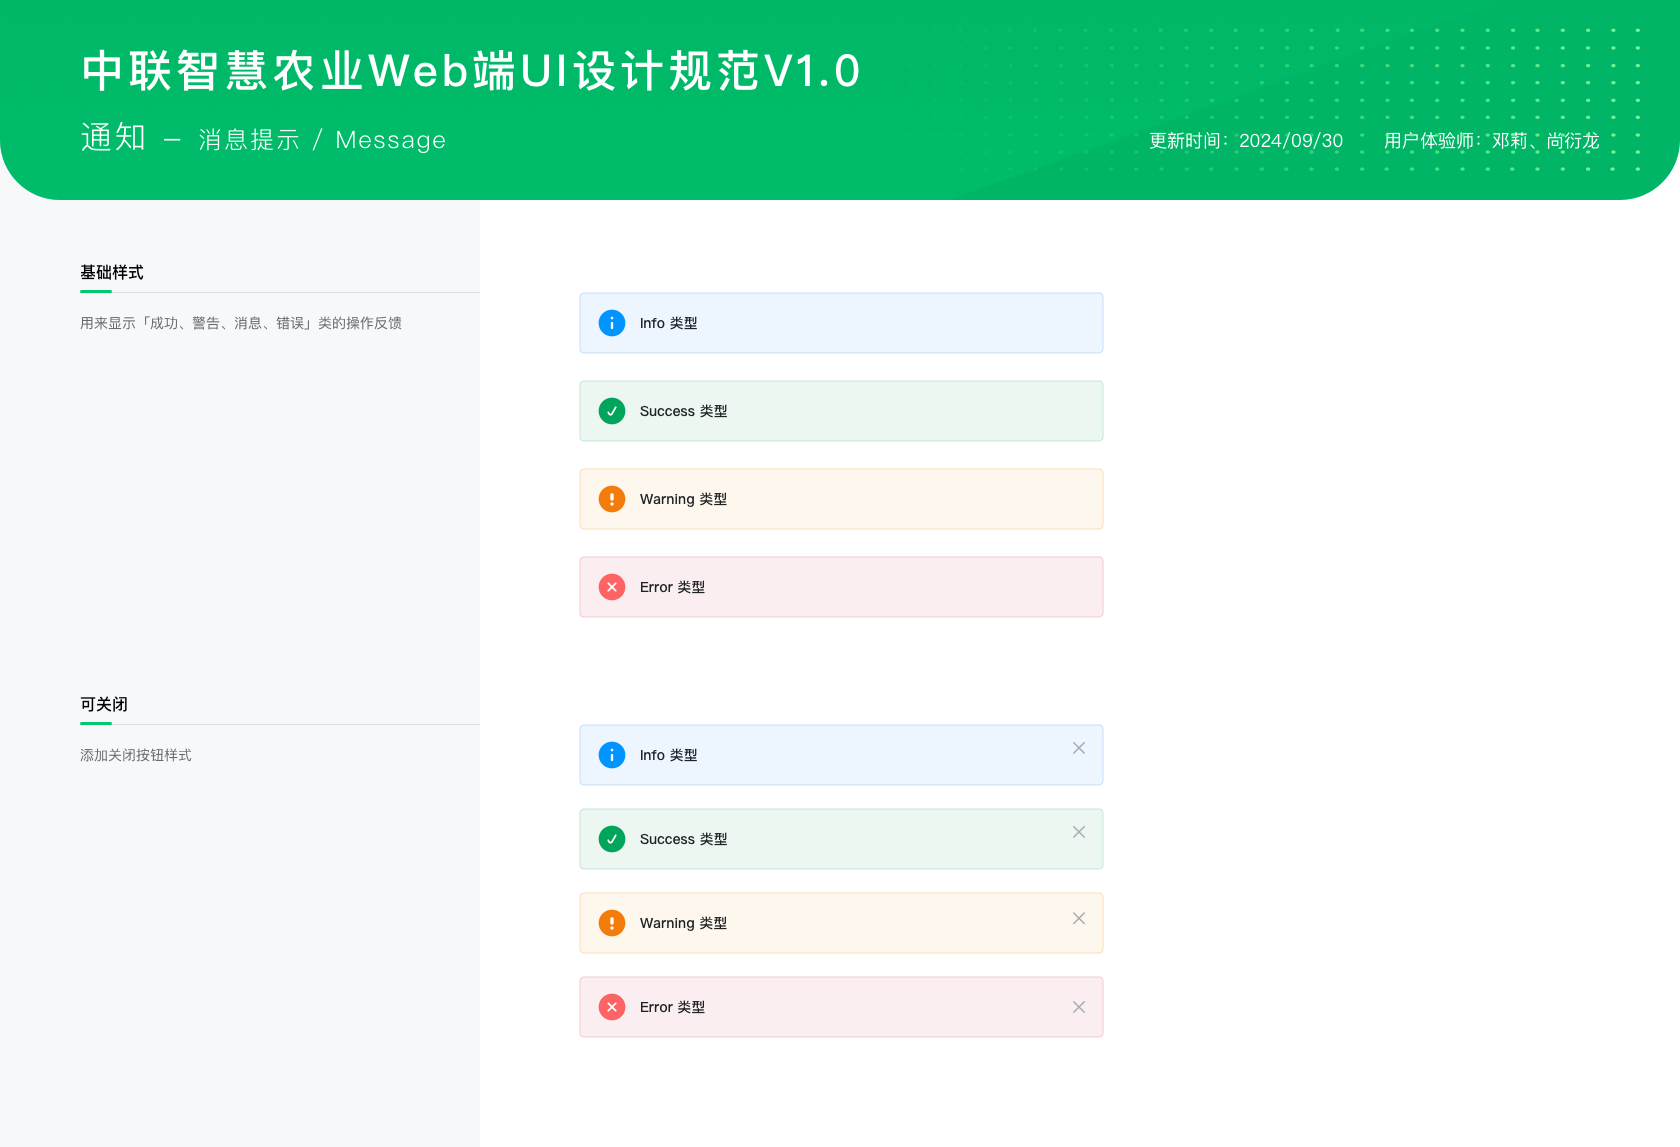 中联智慧农业Web端UI设计规范V1.0
通知 — 消息提示 / Message
更新时间：2024/09/30 用户体验师：邓莉、尚衍龙
基础样式
用来显示「成功、警告、消息、错误」类的操作反馈
Info 类型
Success 类型
Warning 类型
Error 类型
可关闭
添加关闭按钮样式
Info 类型
Success 类型
Warning 类型
Error 类型